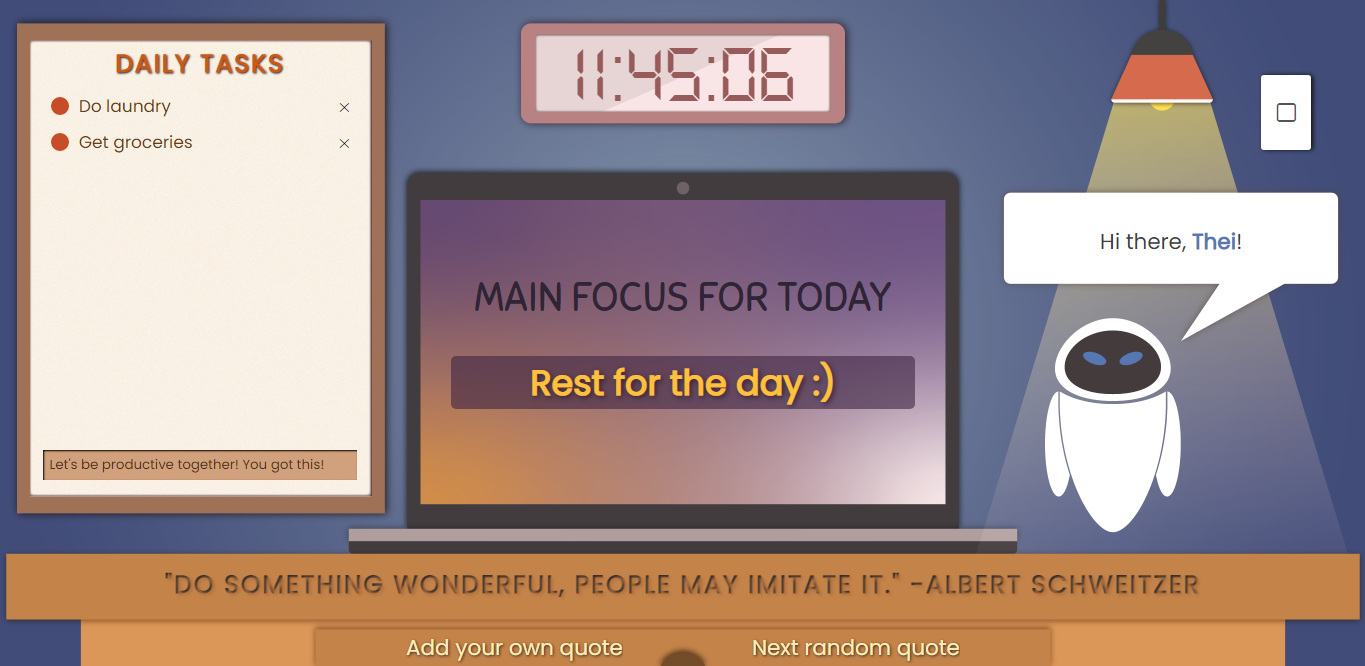 DAILY TASKS
Do laundry ×
Get groceries ×
Let's be productive together! You got this!
11:45:06
MAIN FOCUS FOR TODAY
Rest for the day :)
Hi there, Thei!
"DO SOMETHING WONDERFUL, PEOPLE MAY IMITATE IT." -ALBERT SCHWEITZER
Add your own quote
Next random quote